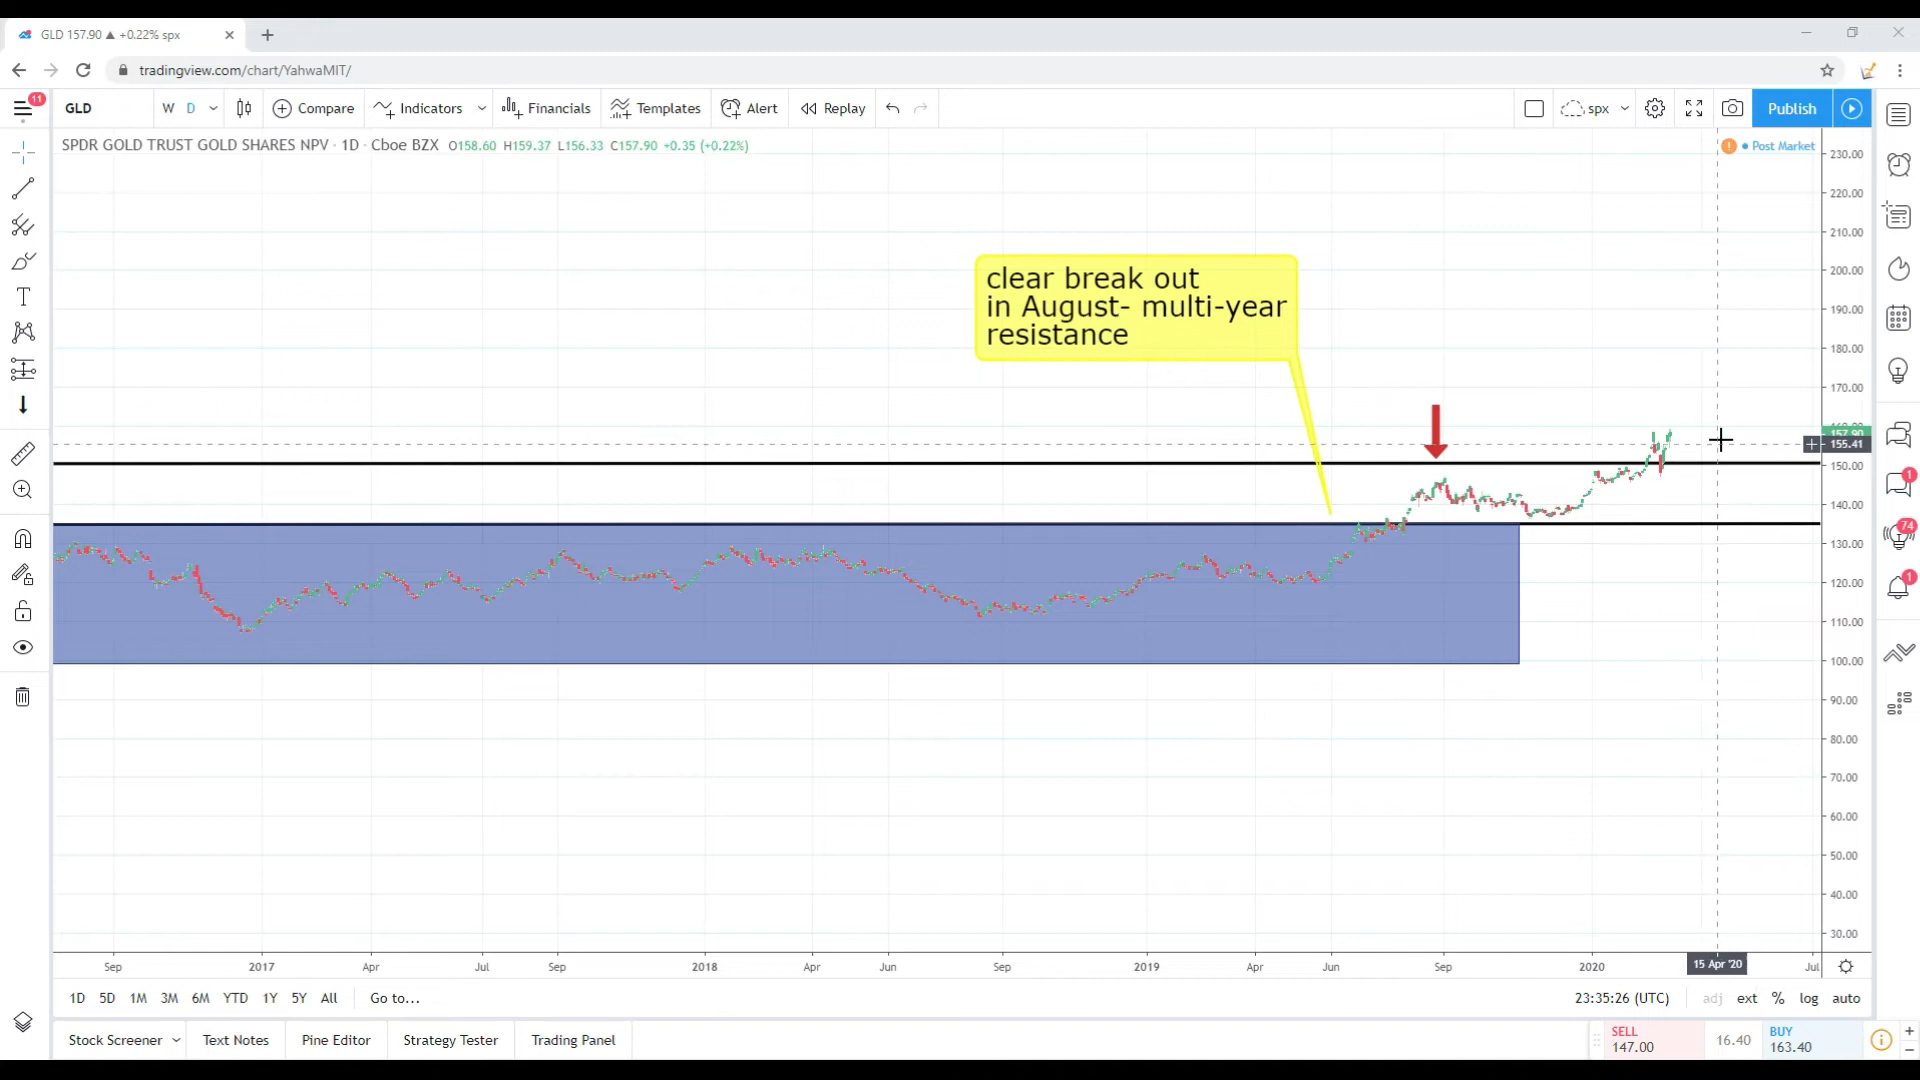 GLD 157.90 ▲ +0.22% spx
tradingview.com/chart/YahwaMIT/
11
GLD
W
D
Compare
Indicators
Financials
Templates
Alert
Replay
spx
Publish
SPDR GOLD TRUST GOLD SHARES NPV · 1D · Cboe BZX O158.60 H159.37 L156.33 C157.90 +0.35 (+0.22%)
Post Market
clear break out
in August- multi-year
resistance
230.00
220.00
210.00
200.00
190.00
180.00
170.00
157.90
155.41
150.00
140.00
130.00
120.00
110.00
100.00
90.00
80.00
70.00
60.00
50.00
40.00
30.00
1
74
1
Sep
2017
Apr
Jul
Sep
2018
Apr
Jun
Sep
2019
Apr
Jun
Sep
2020
15 Apr '20
Jul
1D 5D 1M 3M 6M YTD 1Y 5Y All
Go to...
23:35:26 (UTC)
adj ext % log auto
Stock Screener
Text Notes
Pine Editor
Strategy Tester
Trading Panel
SELL
147.00
16.40
BUY
163.40